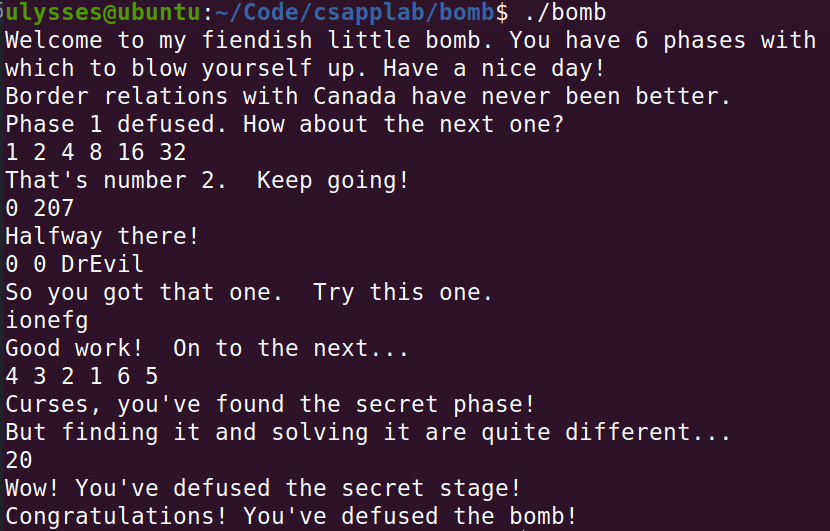 ulysses@ubuntu:~/Code/csapplab/bomb$ ./bomb
Welcome to my fiendish little bomb. You have 6 phases with
which to blow yourself up. Have a nice day!
Border relations with Canada have never been better.
Phase 1 defused. How about the next one?
1 2 4 8 16 32
That's number 2.  Keep going!
0 207
Halfway there!
0 0 DrEvil
So you got that one.  Try this one.
ionefg
Good work!  On to the next...
4 3 2 1 6 5
Curses, you've found the secret phase!
But finding it and solving it are quite different...
20
Wow! You've defused the secret stage!
Congratulations! You've defused the bomb!